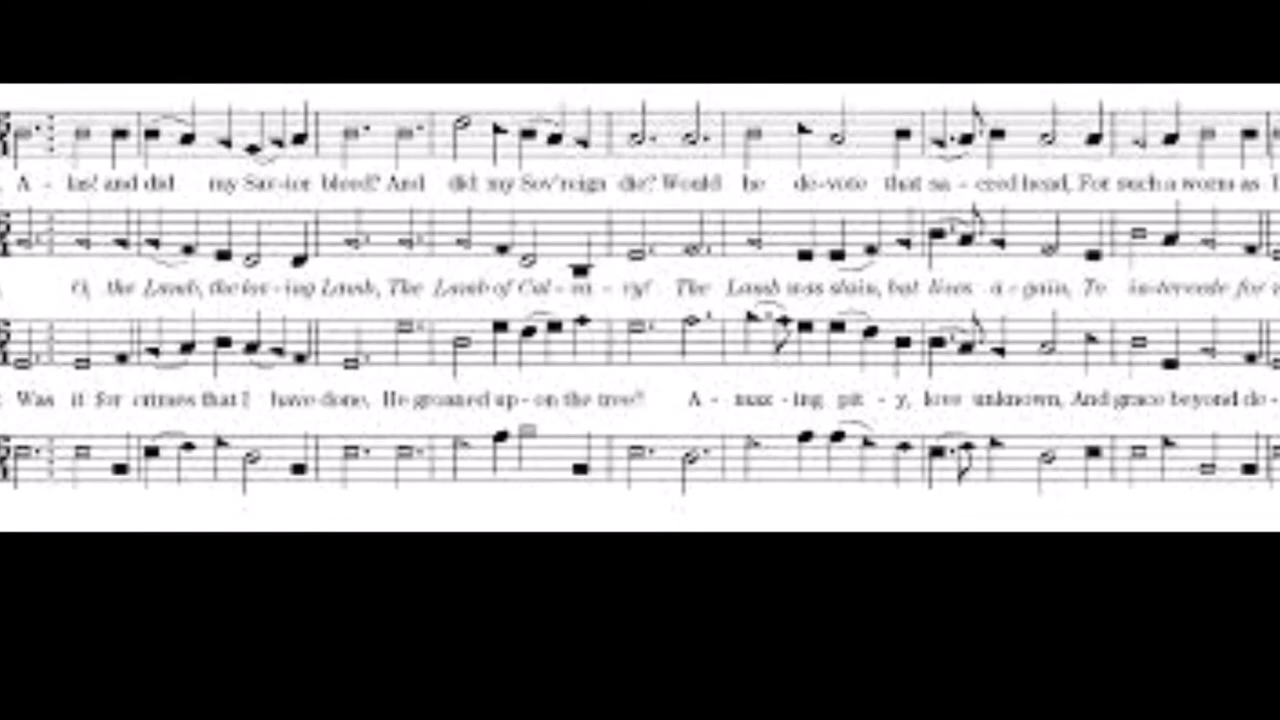 A - las! and did my Sav-ior bleed? And did my Sov'reign die? Would he de-vote that sa - cred head, For such a worm as I
O, the Lamb, the lov - ing Lamb, The Lamb of Cal - va - ry! The Lamb was slain, but lives a - gain, To in-tercede for
Was it for crimes that I have done, He groaned up - on the tree? A - maz - ing pit - y, love unknown, And grace beyond de -